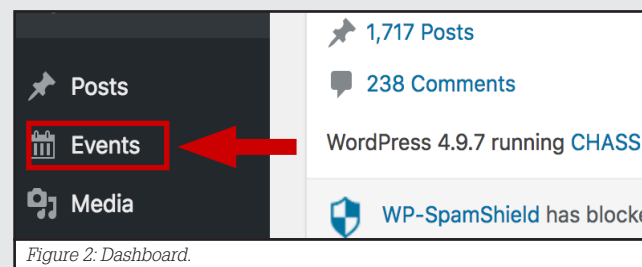 1,717 Posts
Posts
238 Comments
Events
WordPress 4.9.7 running CHASS
Media
WP-SpamShield has blocke
Figure 2: Dashboard.